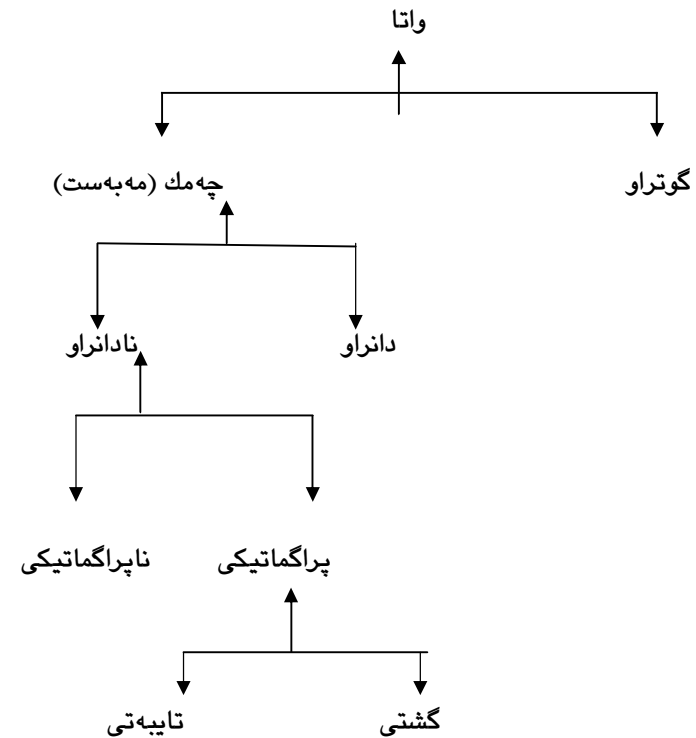 واتا
گوتراو چەمك (مەبەست)
دانراو نادانراو
پراگماتیکی ناپراگماتیکی
گشتی تایبەتی